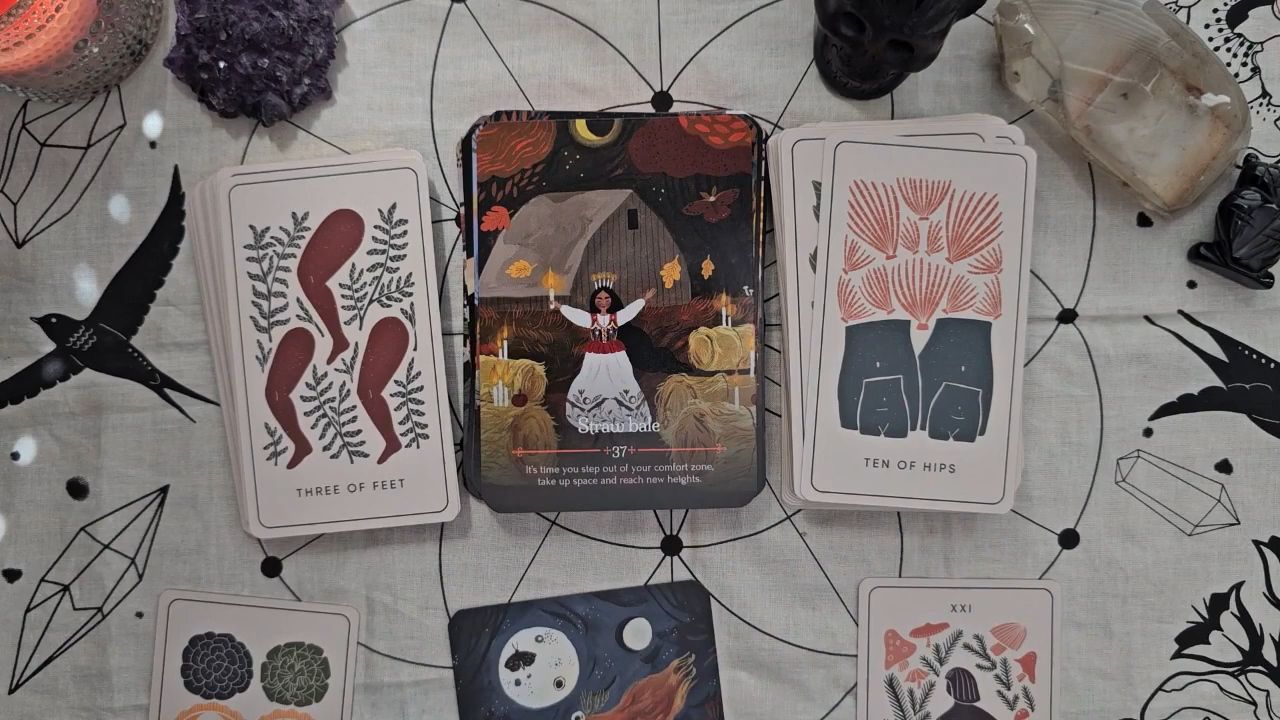 THREE OF FEET
Straw bale
37
It's time you step out of your comfort zone,
take up space and reach new heights.
TEN OF HIPS
XXI